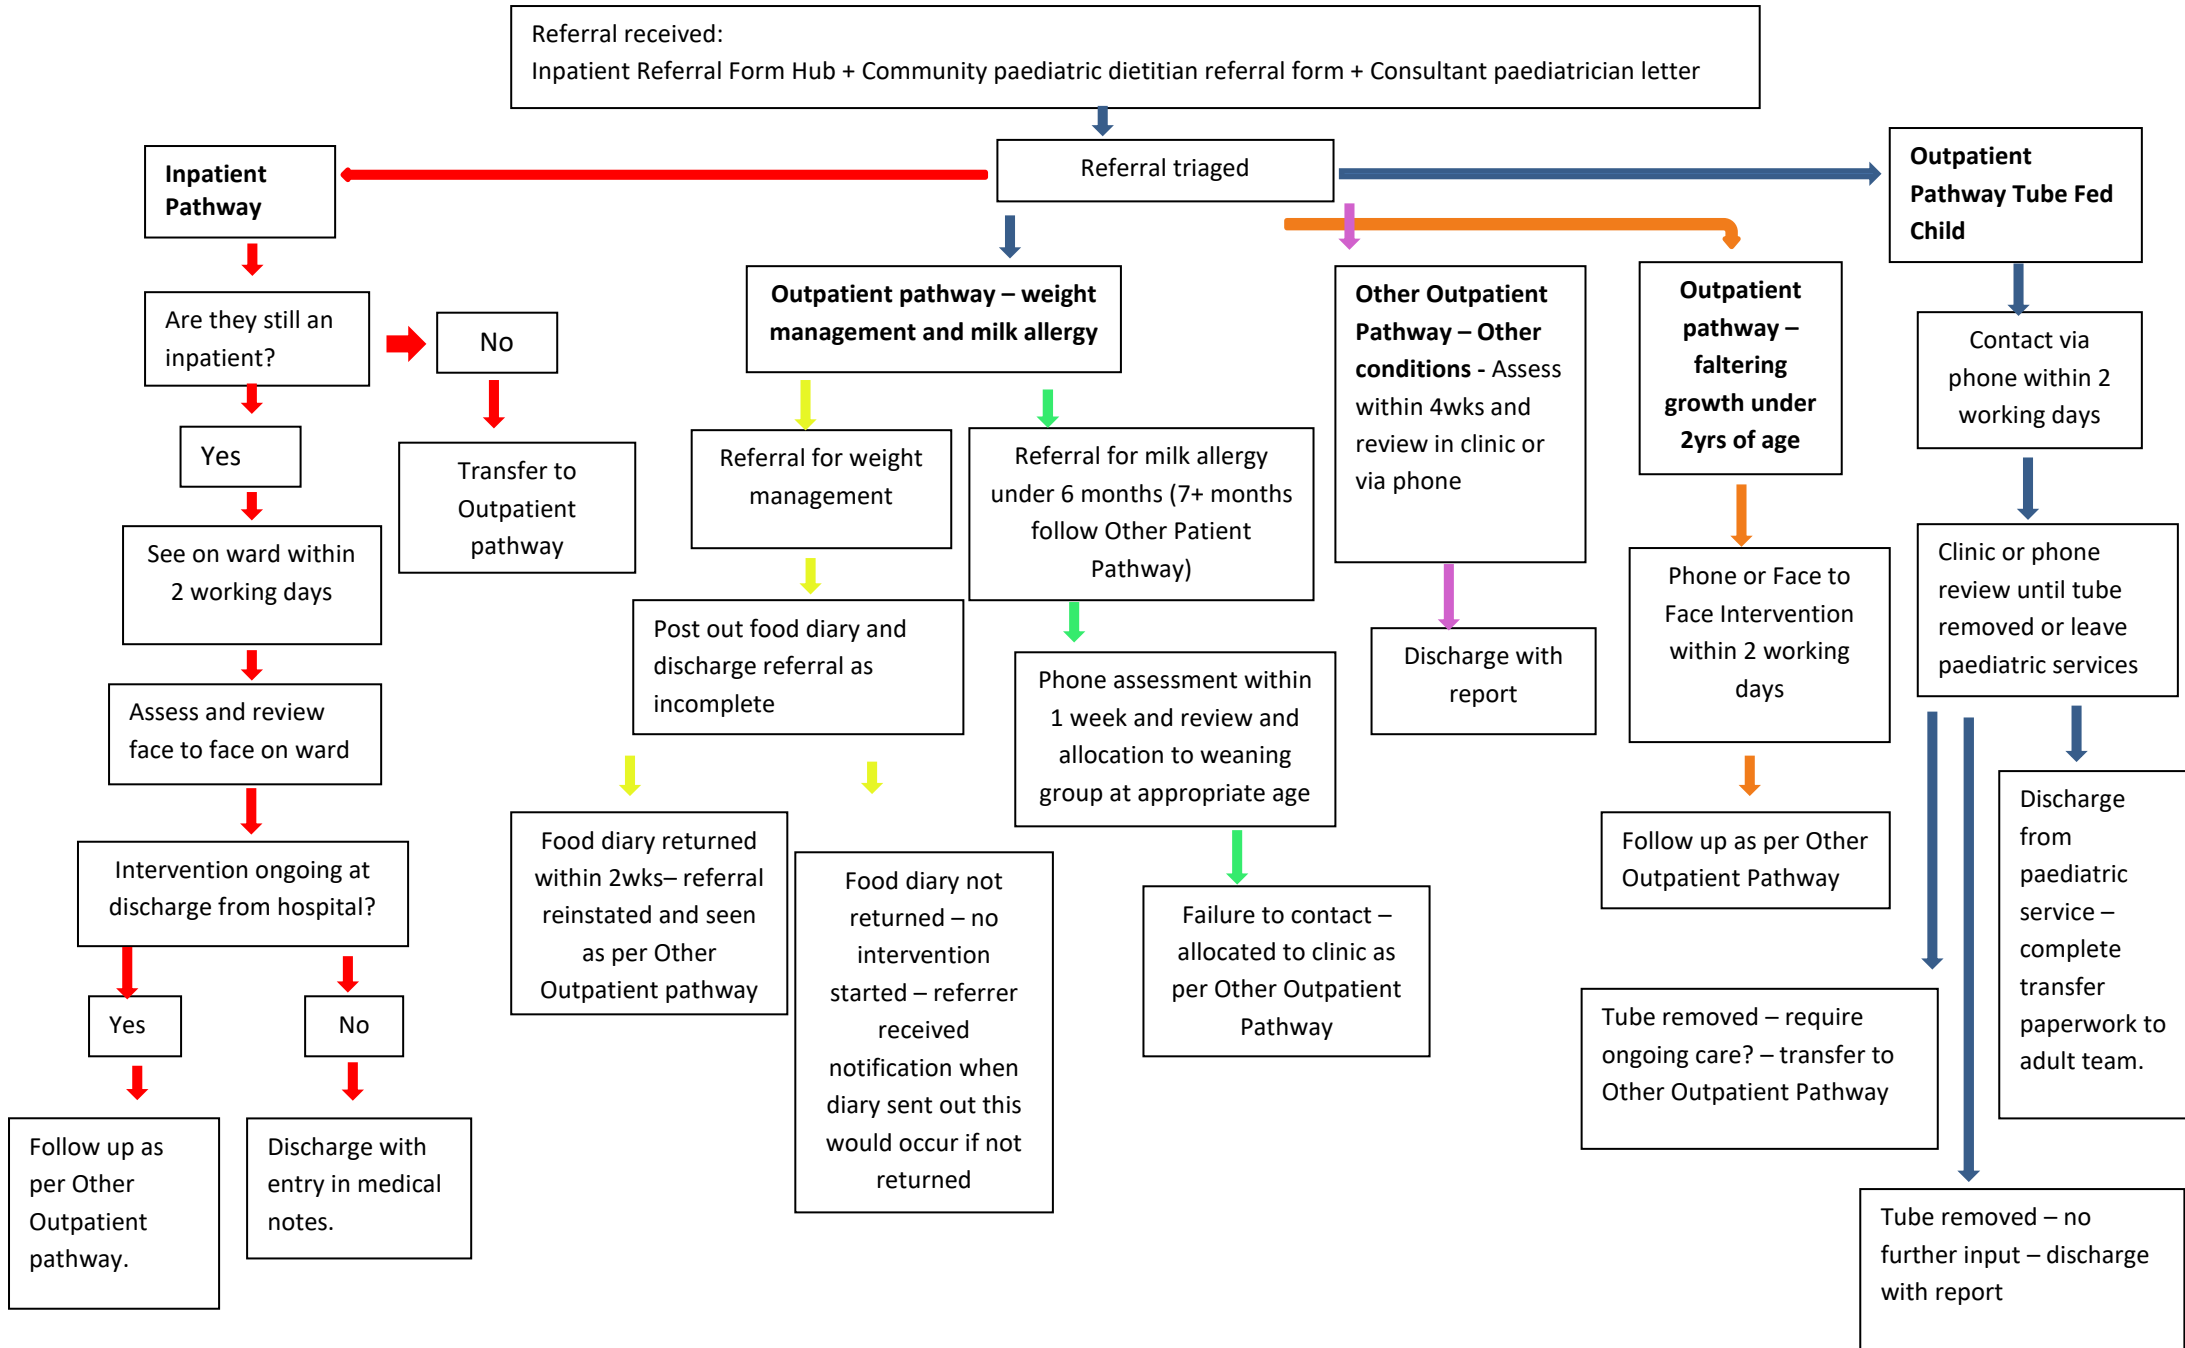 Referral received:
Inpatient Referral Form Hub + Community paediatric dietitian referral form + Consultant paediatrician letter
Referral triaged
Inpatient
Pathway
Are they still an
inpatient?
No
Yes
Transfer to
Outpatient
pathway
See on ward within
2 working days
Assess and review
face to face on ward
Intervention ongoing at
discharge from hospital?
Yes
No
Follow up as
per Other
Outpatient
pathway.
Discharge with
entry in medical
notes.
Outpatient pathway – weight
management and milk allergy
Referral for weight
management
Post out food diary and
discharge referral as
incomplete
Food diary returned
within 2wks– referral
reinstated and seen
as per Other
Outpatient pathway
Food diary not
returned – no
intervention
started – referrer
received
notification when
diary sent out this
would occur if not
returned
Referral for milk allergy
under 6 months (7+ months
follow Other Patient
Pathway)
Phone assessment within
1 week and review and
allocation to weaning
group at appropriate age
Failure to contact –
allocated to clinic as
per Other Outpatient
Pathway
Other Outpatient
Pathway – Other
conditions - Assess
within 4wks and
review in clinic or
via phone
Discharge with
report
Outpatient
pathway –
faltering
growth under
2yrs of age
Phone or Face to
Face Intervention
within 2 working
days
Follow up as per Other
Outpatient Pathway
Outpatient
Pathway Tube Fed
Child
Contact via
phone within 2
working days
Clinic or phone
review until tube
removed or leave
paediatric services
Tube removed – require
ongoing care? – transfer to
Other Outpatient Pathway
Tube removed – no
further input – discharge
with report
Discharge
from
paediatric
service –
complete
transfer
paperwork to
adult team.